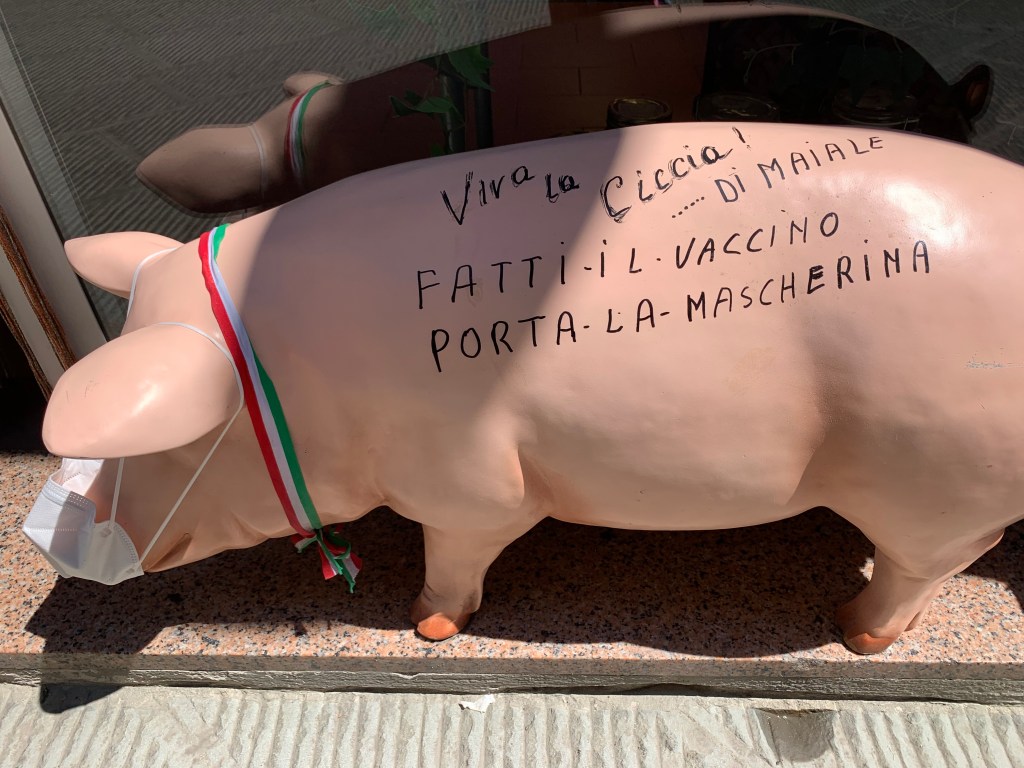 Viva la Ciccia!
..... Di MAIALE
FATTi-iL.VACCiNO
PORTA-LA-MASCHERiNA